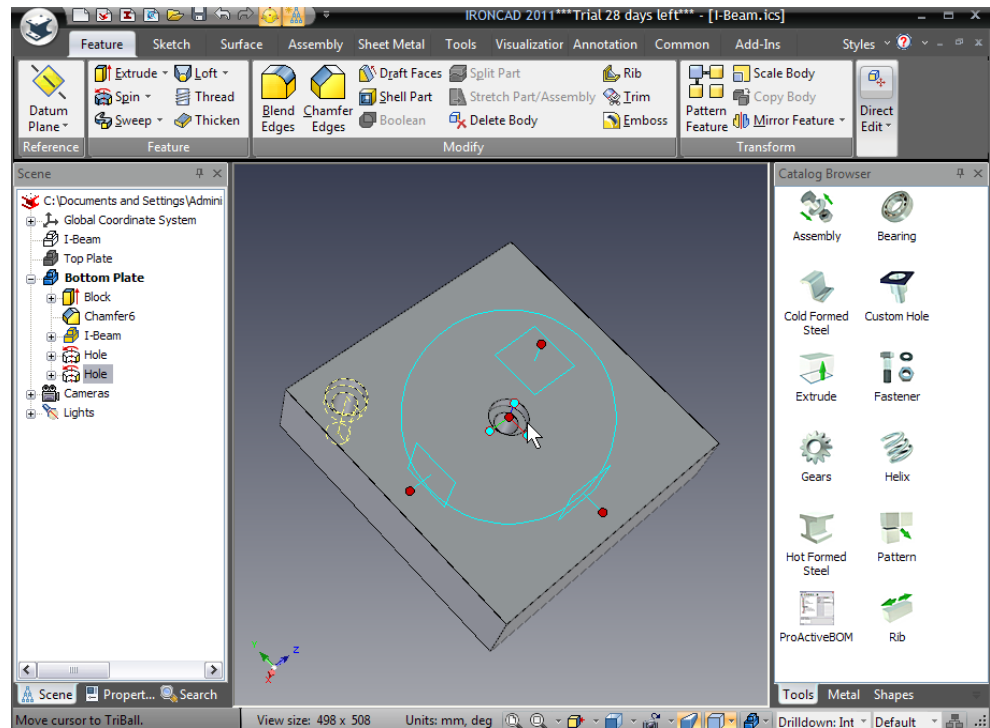 IRONCAD 2011***Trial 28 days left*** - [I-Beam.ics]
Feature Sketch Surface Assembly Sheet Metal Tools Visualization Annotation Common Add-Ins Styles
Datum Plane
Extrude Loft
Spin Thread
Sweep Thicken
Blend Edges
Chamfer Edges
Draft Faces Split Part Rib
Shell Part Stretch Part/Assembly Trim
Boolean Delete Body Emboss
Pattern Feature
Scale Body
Copy Body
Mirror Feature
Direct Edit
Reference Feature Modify Transform
Scene
C:\Documents and Settings\Admini
Global Coordinate System
I-Beam
Top Plate
Bottom Plate
Block
Chamfer6
I-Beam
Hole
Hole
Cameras
Lights
Z
Catalog Browser
Assembly Bearing
Cold Formed Steel Custom Hole
Extrude Fastener
Gears Helix
Hot Formed Steel Pattern
ProActiveBOM Rib
Scene Propert... Search
Tools Metal Shapes
Move cursor to TriBall. View size: 498 x 508 Units: mm, deg Drilldown: Int Default